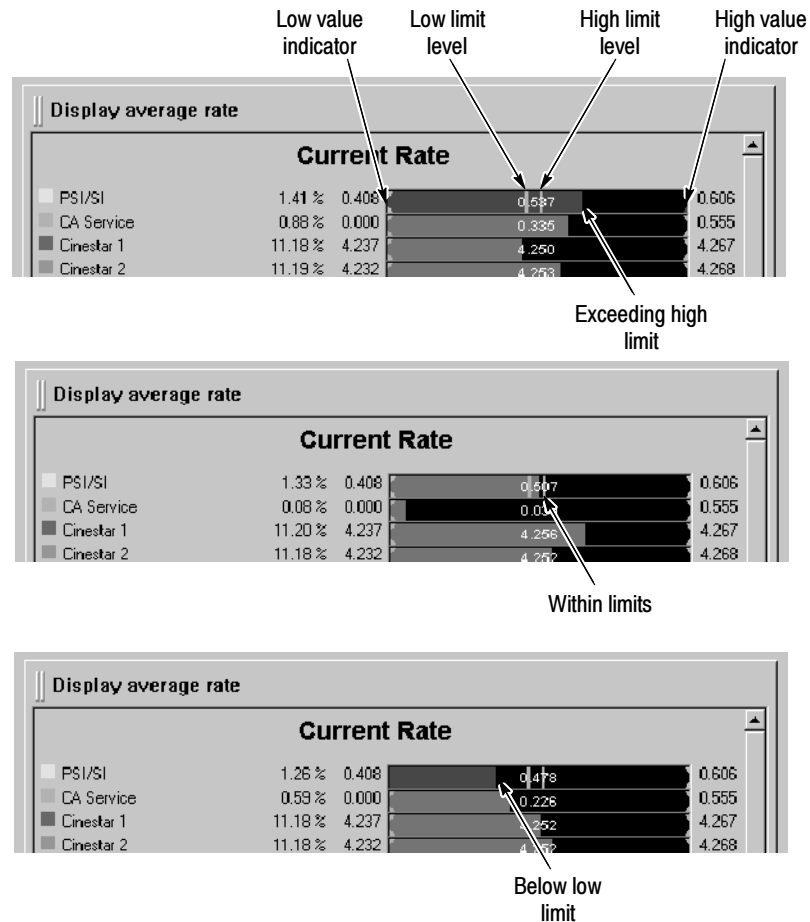 Low value indicator
Low limit level
High limit level
High value indicator
Display average rate
Current Rate
PSI/SI 1.41 % 0.408 0.537 0.606
CA Service 0.88 % 0.000 0.335 0.555
Cinestar 1 11.18 % 4.237 4.250 4.267
Cinestar 2 11.19 % 4.232 4.253 4.268
Exceeding high limit
Display average rate
Current Rate
PSI/SI 1.33 % 0.408 0.507 0.606
CA Service 0.08 % 0.000 0.555
Cinestar 1 11.20 % 4.237 4.256 4.267
Cinestar 2 11.18 % 4.232 4.252 4.268
Within limits
Display average rate
Current Rate
PSI/SI 1.26 % 0.408 0.478 0.606
CA Service 0.59 % 0.000 0.226 0.555
Cinestar 1 11.18 % 4.237 4.252 4.267
Cinestar 2 11.18 % 4.232 4.268
Below low limit